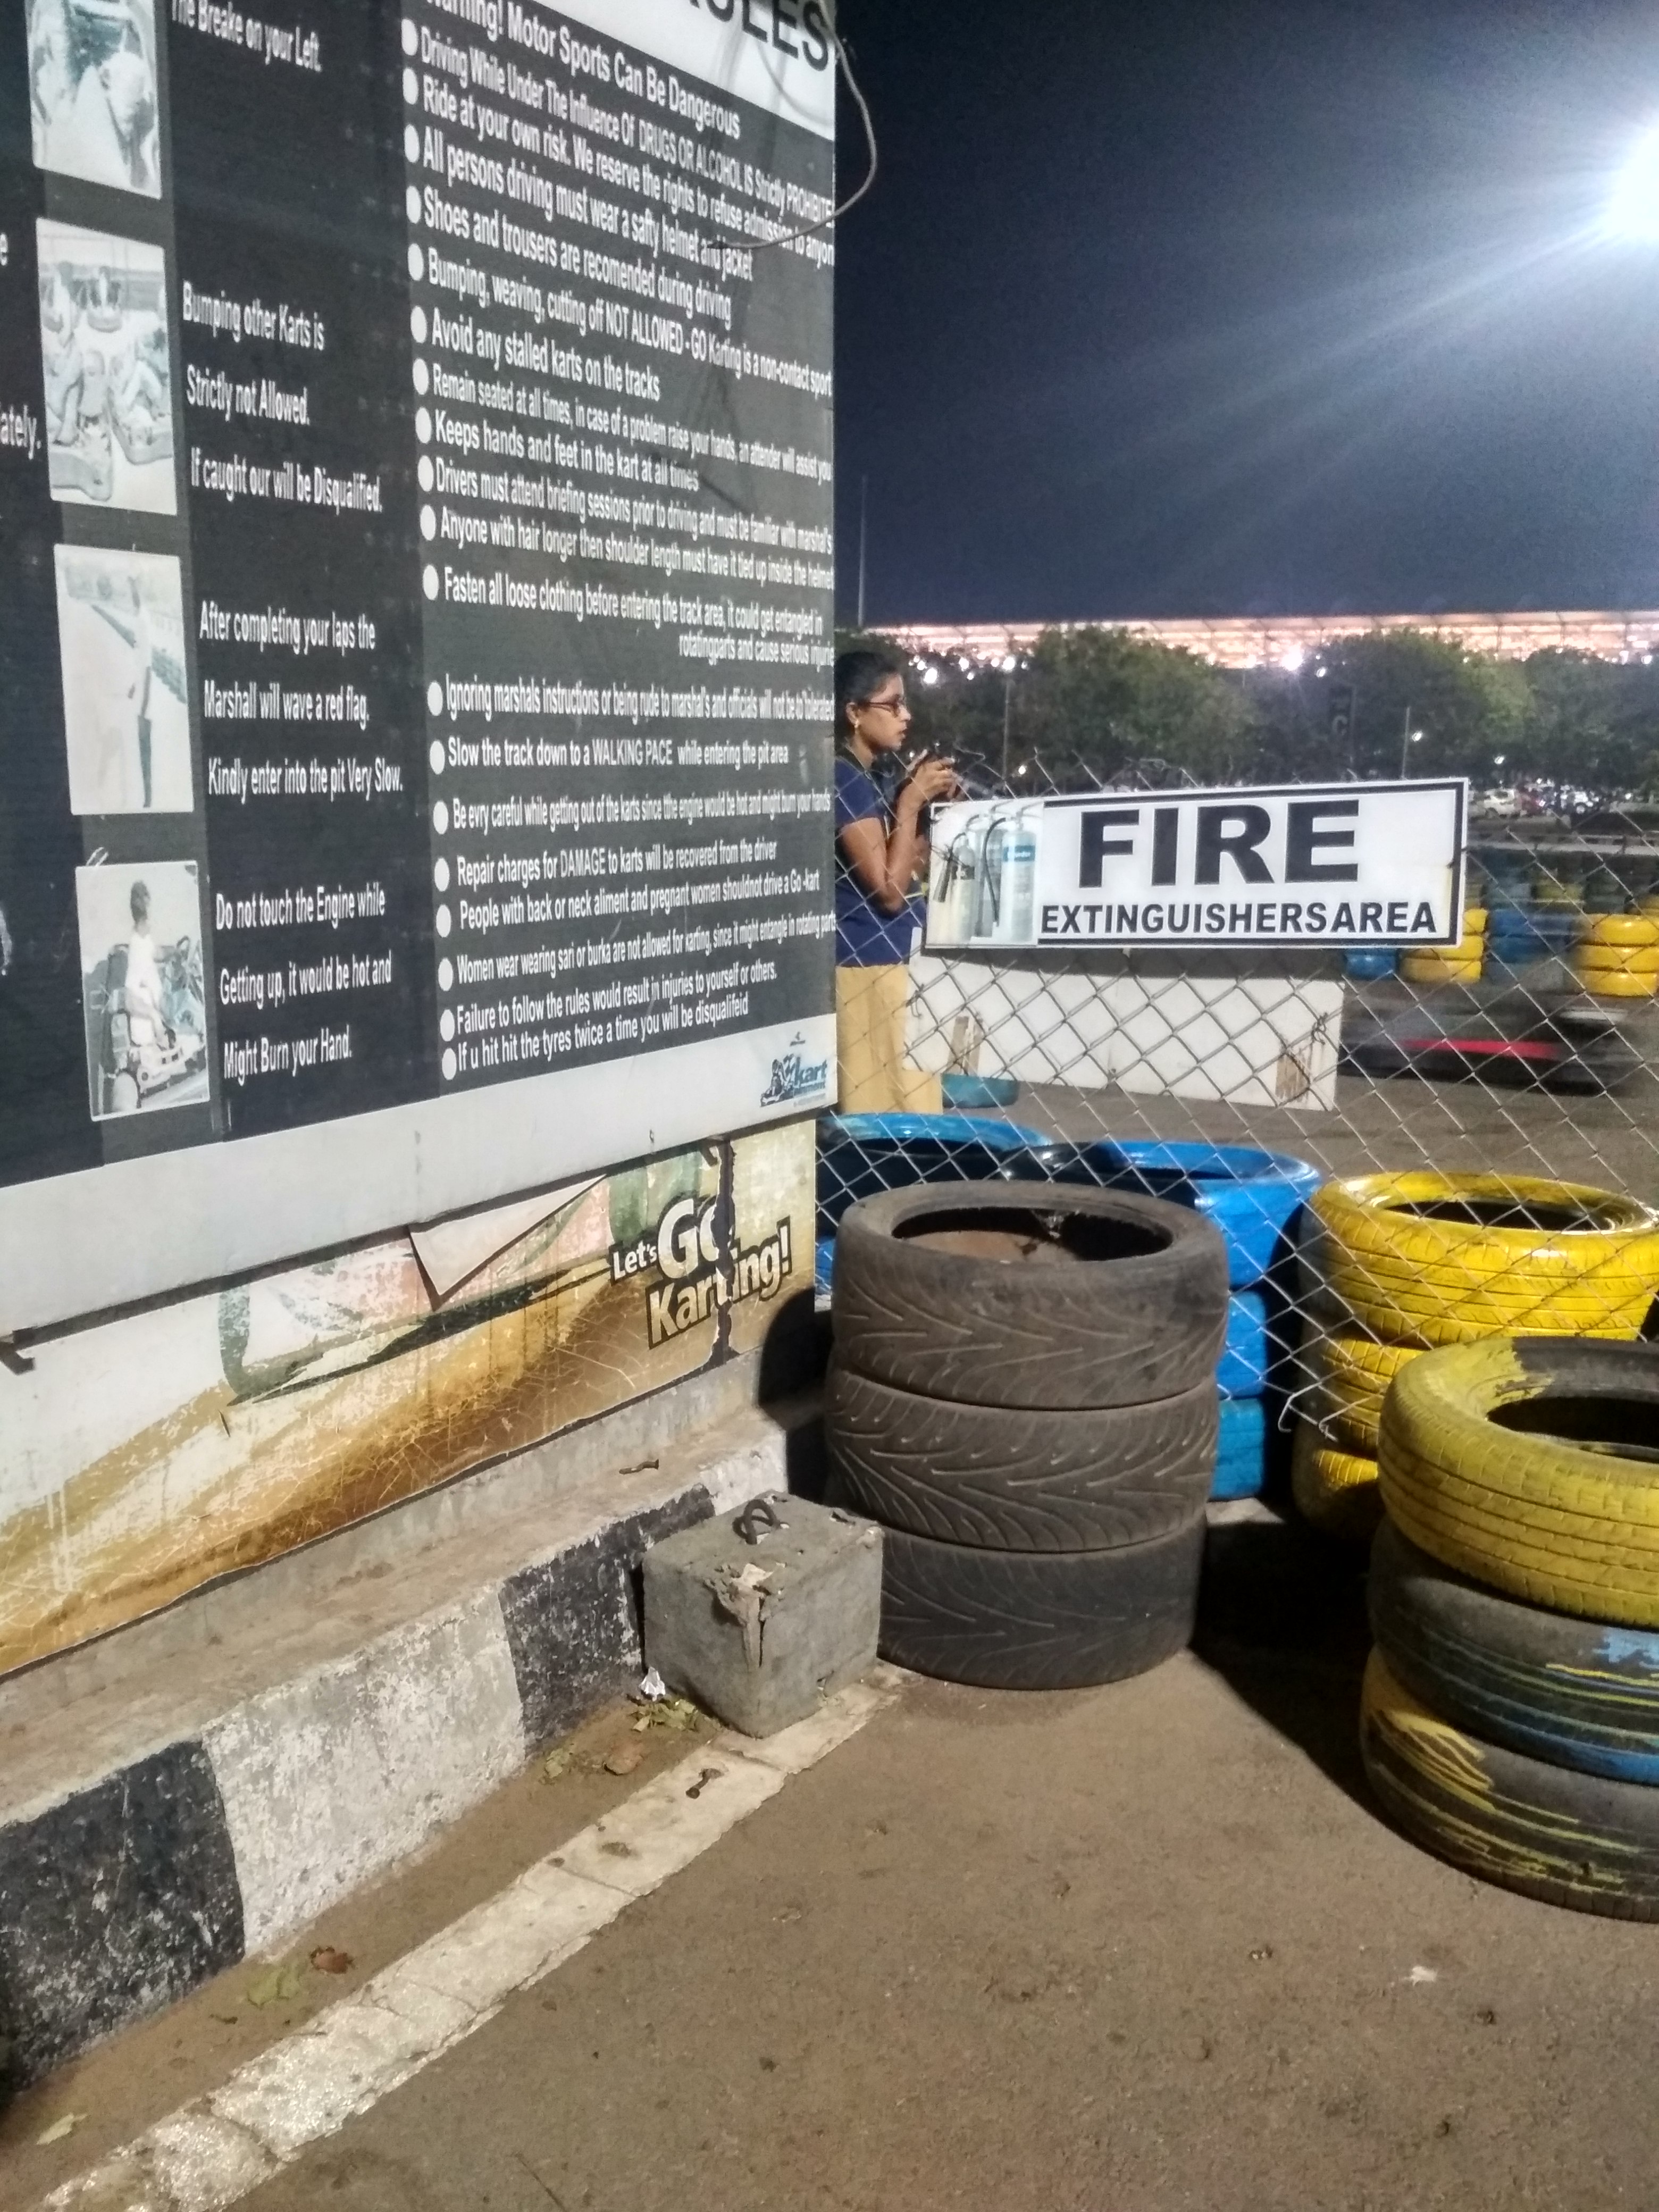 The Breake on your Left.
ately.
Bumping other Karts is
Strictly not Allowed.
If caught our will be Disqualified.
After completing your laps the
Marshall will wave a red flag.
Kindly enter into the pit Very Slow.
Do not touch the Engine while
Getting up, it would be hot and
Might Burn your Hand.
Warning! Motor Sports Can Be Dangerous
Driving While Under The Influence Of DRUGS OR ALCOHOL IS Strictly PROHIBITE
Ride at your own risk. We reserve the rights to refuse admission to anyon
All persons driving must wear a safty helmet and jacket
Shoes and trousers are recomended during driving
Bumping, weaving, cutting off NOT ALLOWED - GO Karting is a non-contact sport
Avoid any stalled karts on the tracks
Remain seated at all times, in case of a problem raise your hands, an attender will assist you
Keeps hands and feet in the kart at all times
Drivers must attend briefing sessions prior to driving and must be familiar with marshal's
Anyone with hair longer then shoulder length must have it tied up inside the helmet
Fasten all loose clothing before entering the track area, it could get entangled in
rotatingparts and cause serious injurie
Ignoring marshals instructions or being rude to marshal's and officials will not be to tolerated
Slow the track down to a WALKING PACE while entering the pit area
Be evry careful while getting out of the karts since tthe engine would be hot and might burn your hands
Repair charges for DAMAGE to karts will be recovered from the driver
People with back or neck aliment and pregnant women shouldnot drive a Go -kart
Women wear wearing sari or burka are not allowed for karting, since it might entangle in rotating parts
Failure to follow the rules would result in injuries to yourself or others.
If u hit hit the tyres twice a time you will be disqualifeid
kart
Let's Go
Karting!
FIRE
EXTINGUISHERSAREA